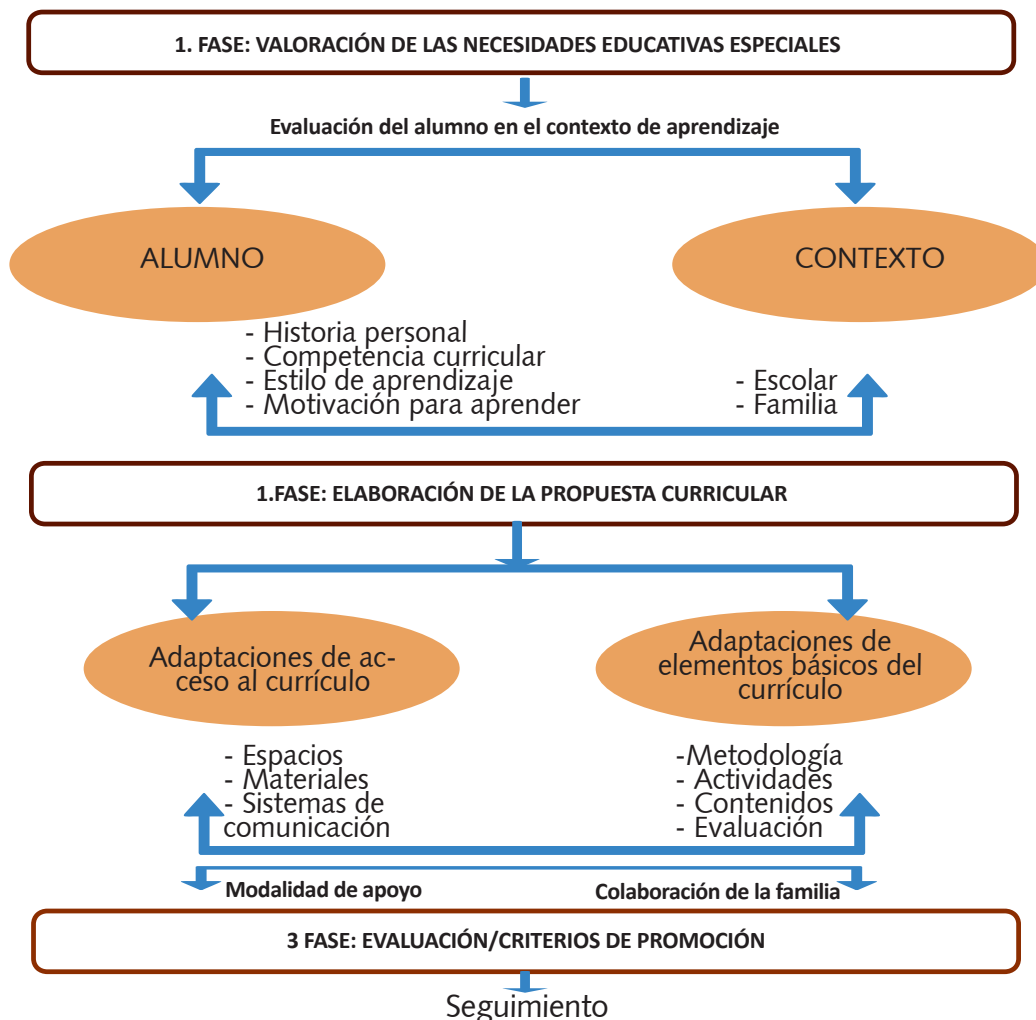 1. FASE: VALORACIÓN DE LAS NECESIDADES EDUCATIVAS ESPECIALES
Evaluación del alumno en el contexto de aprendizaje
ALUMNO
CONTEXTO
- Historia personal
- Competencia curricular
- Estilo de aprendizaje
- Motivación para aprender
- Escolar
- Familia
1.FASE: ELABORACIÓN DE LA PROPUESTA CURRICULAR
Adaptaciones de ac-
ceso al currículo
Adaptaciones de
elementos básicos del
currículo
- Espacios
- Materiales
- Sistemas de
comunicación
-Metodología
- Actividades
- Contenidos
- Evaluación
Modalidad de apoyo
Colaboración de la familia
3 FASE: EVALUACIÓN/CRITERIOS DE PROMOCIÓN
Seguimiento